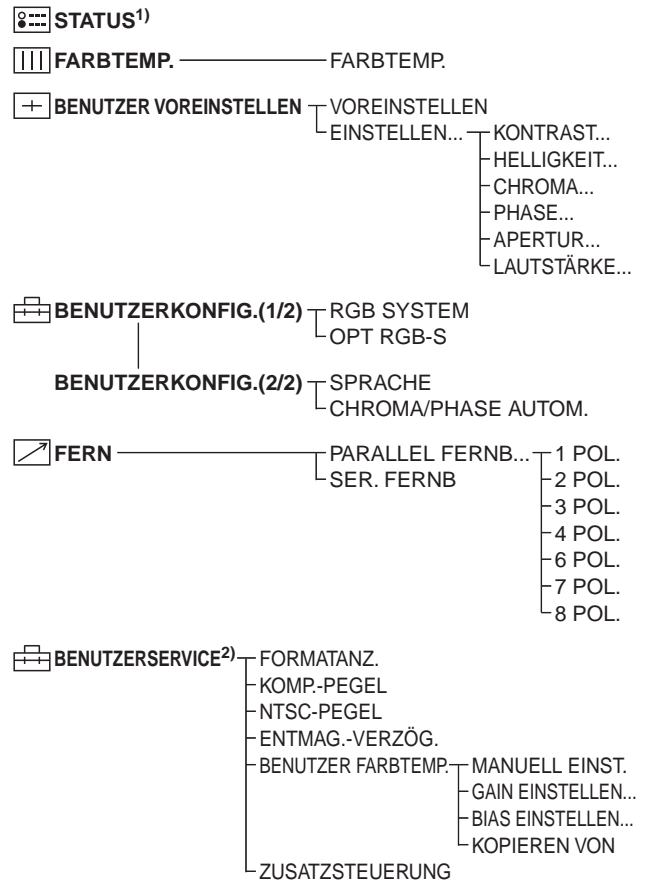 STATUS1)
FARBTEMP. FARBTEMP.
BENUTZER VOREINSTELLEN VOREINSTELLEN
EINSTELLEN... KONTRAST...
HELLIGKEIT...
CHROMA...
PHASE...
APERTUR...
LAUTSTÄRKE...
BENUTZERKONFIG.(1/2) RGB SYSTEM
OPT RGB-S
BENUTZERKONFIG.(2/2) SPRACHE
CHROMA/PHASE AUTOM.
FERN PARALLEL FERNB... 1 POL.
SER. FERNB 2 POL.
3 POL.
4 POL.
6 POL.
7 POL.
8 POL.
BENUTZERSERVICE2) FORMATANZ.
KOMP.-PEGEL
NTSC-PEGEL
ENTMAG.-VERZÖG.
BENUTZER FARBTEMP. MANUELL EINST.
GAIN EINSTELLEN...
BIAS EINSTELLEN...
KOPIEREN VON
ZUSATZSTEUERUNG